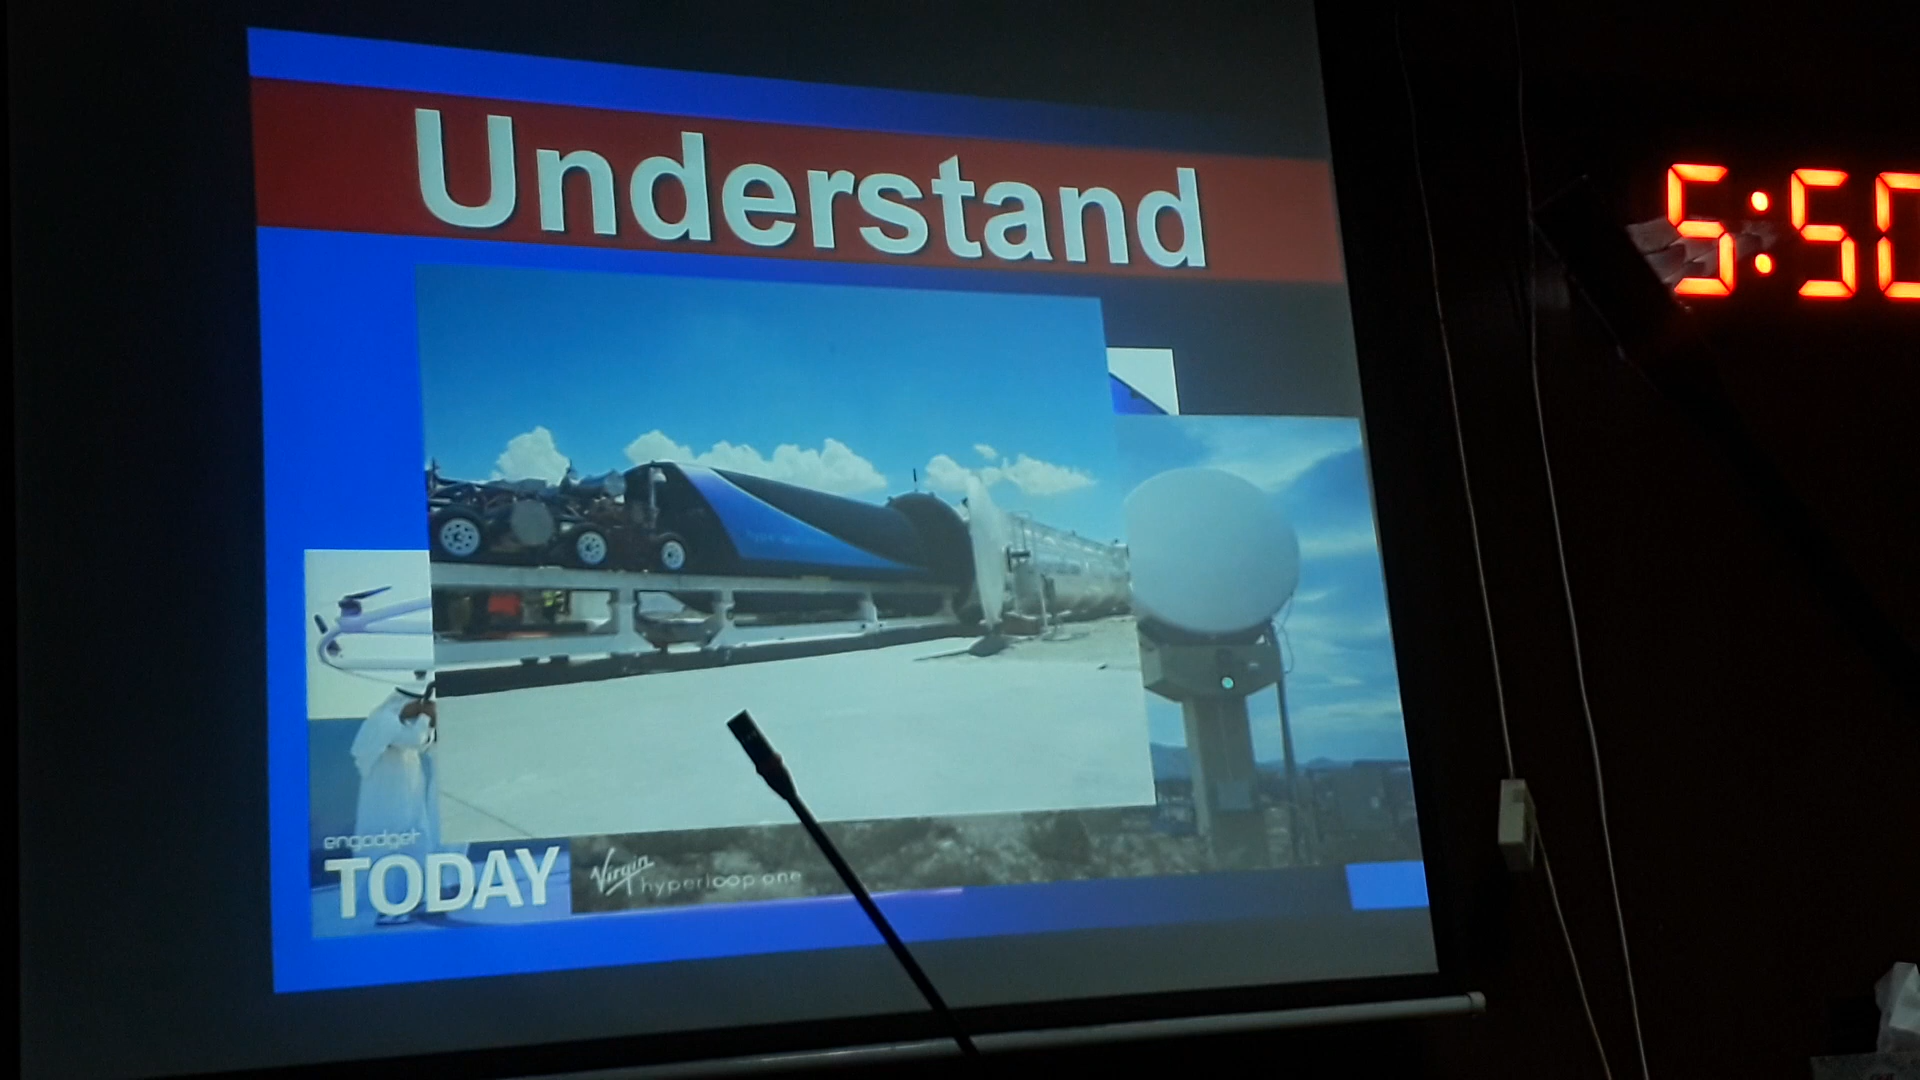 Understand
5:50
engadget
TODAY
Virgin
hyperloop one